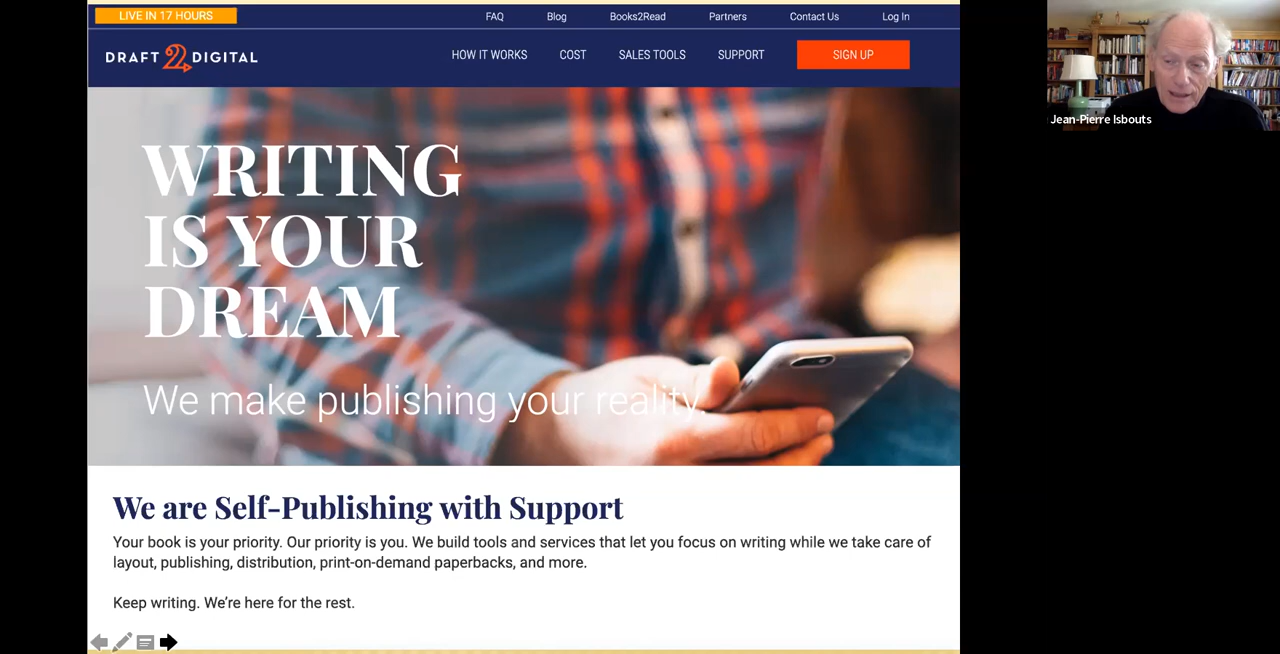 LIVE IN 17 HOURS
FAQ Blog Books2Read Partners Contact Us Log In
DRAFT 2 DIGITAL
HOW IT WORKS COST SALES TOOLS SUPPORT SIGN UP
WRITING
IS YOUR
DREAM
We make publishing your reality.
We are Self-Publishing with Support
Your book is your priority. Our priority is you. We build tools and services that let you focus on writing while we take care of
layout, publishing, distribution, print-on-demand paperbacks, and more.
Keep writing. We’re here for the rest.
Jean-Pierre Isbouts